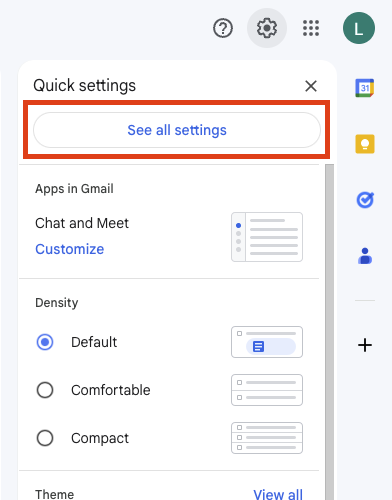 L
Quick settings
See all settings
31
Apps in Gmail
Chat and Meet
Customize
Density
Default
Comfortable
Compact
Theme View all